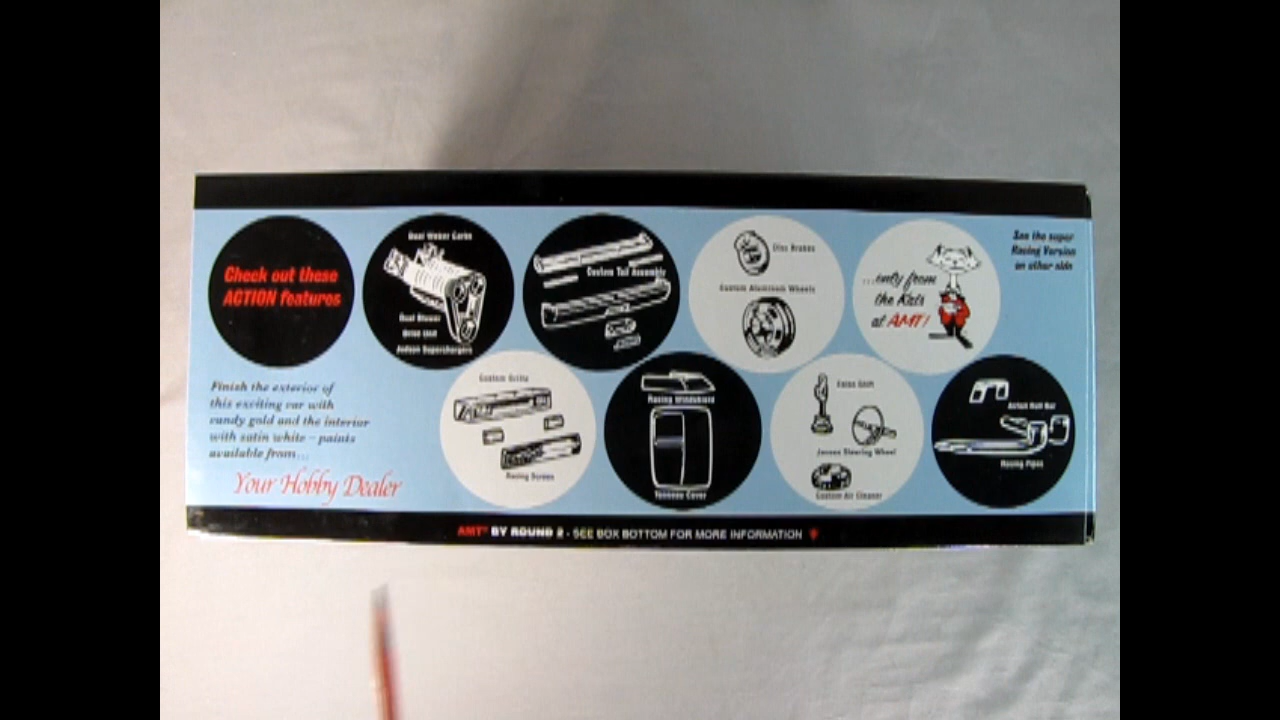 Check out these
ACTION features
Dual Weber Carbs
Dual Blower
Drive Unit
Judson Superchargers
Custom Tail Assembly
Disc Brakes
Custom Aluminum Wheels
...only from
the Kats
at AMT!
See the super
Racing Version
on other side
Finish the exterior of
this exciting car with
candy gold and the interior
with satin white – paints
available from...
Your Hobby Dealer
Custom Grille
Racing Screen
Racing Windshield
Tonneau Cover
Shift
Steering Wheel
Custom Air Cleaner
Roll Bar
Racing Pipes
AMT® BY ROUND 2 - SEE BOX BOTTOM FOR MORE INFORMATION